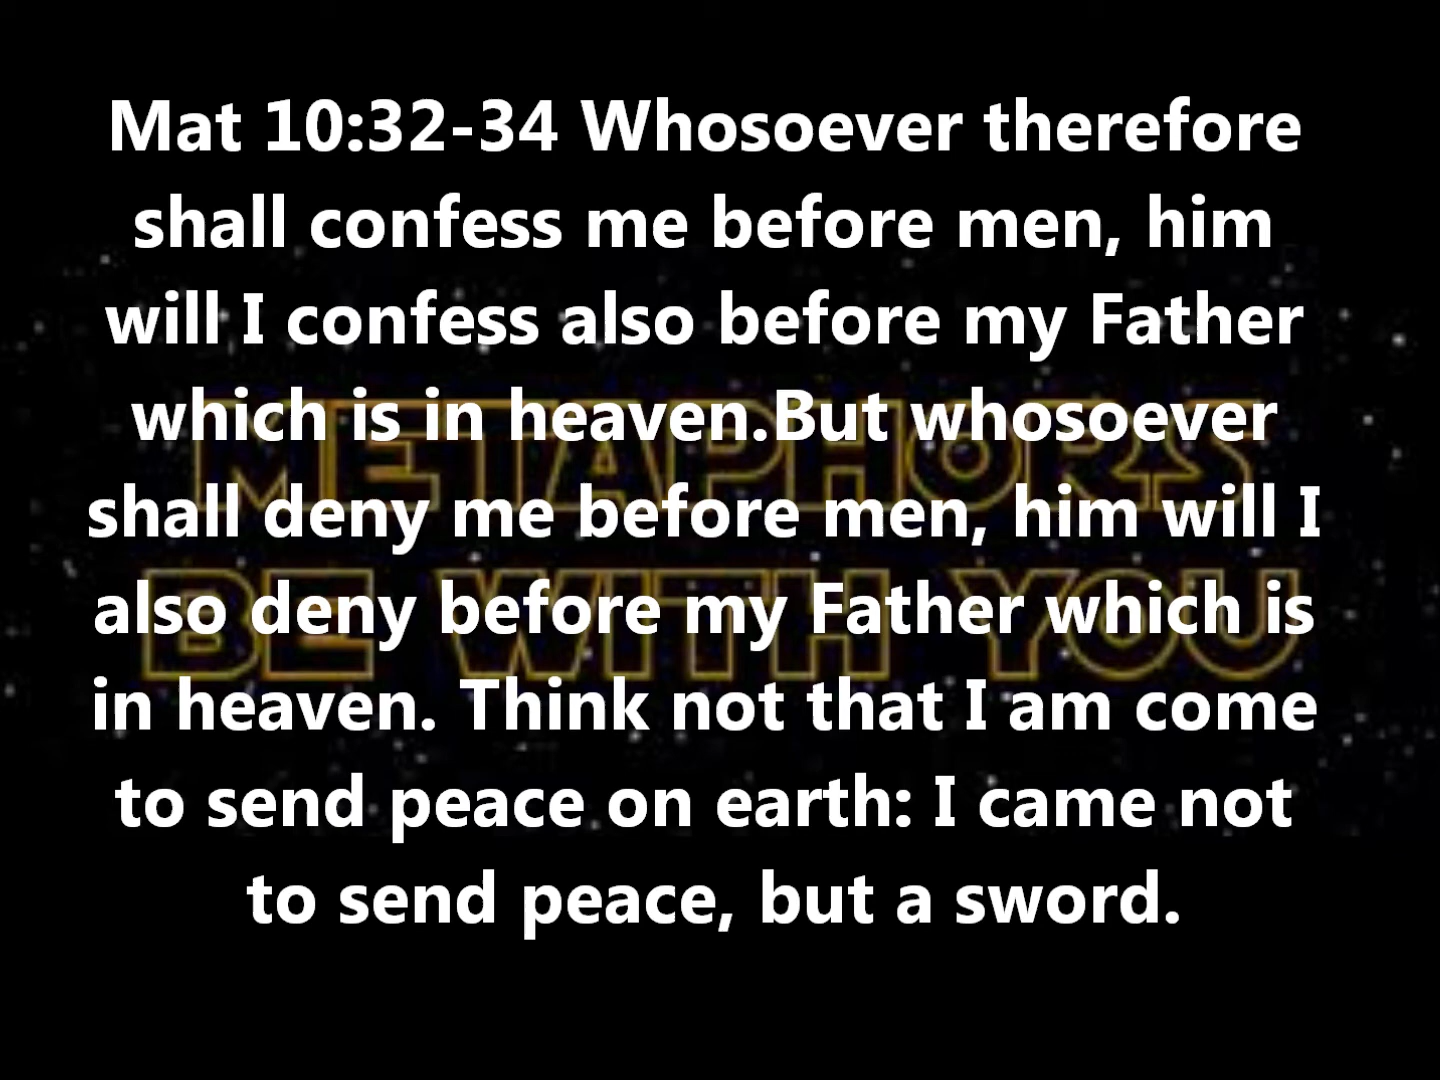 Mat 10:32-34 Whosoever therefore
shall confess me before men, him
will I confess also before my Father
which is in heaven.But whosoever
shall deny me before men, him will I
also deny before my Father which is
in heaven. Think not that I am come
to send peace on earth: I came not
to send peace, but a sword.
METAPHORS
BE WITH YOU